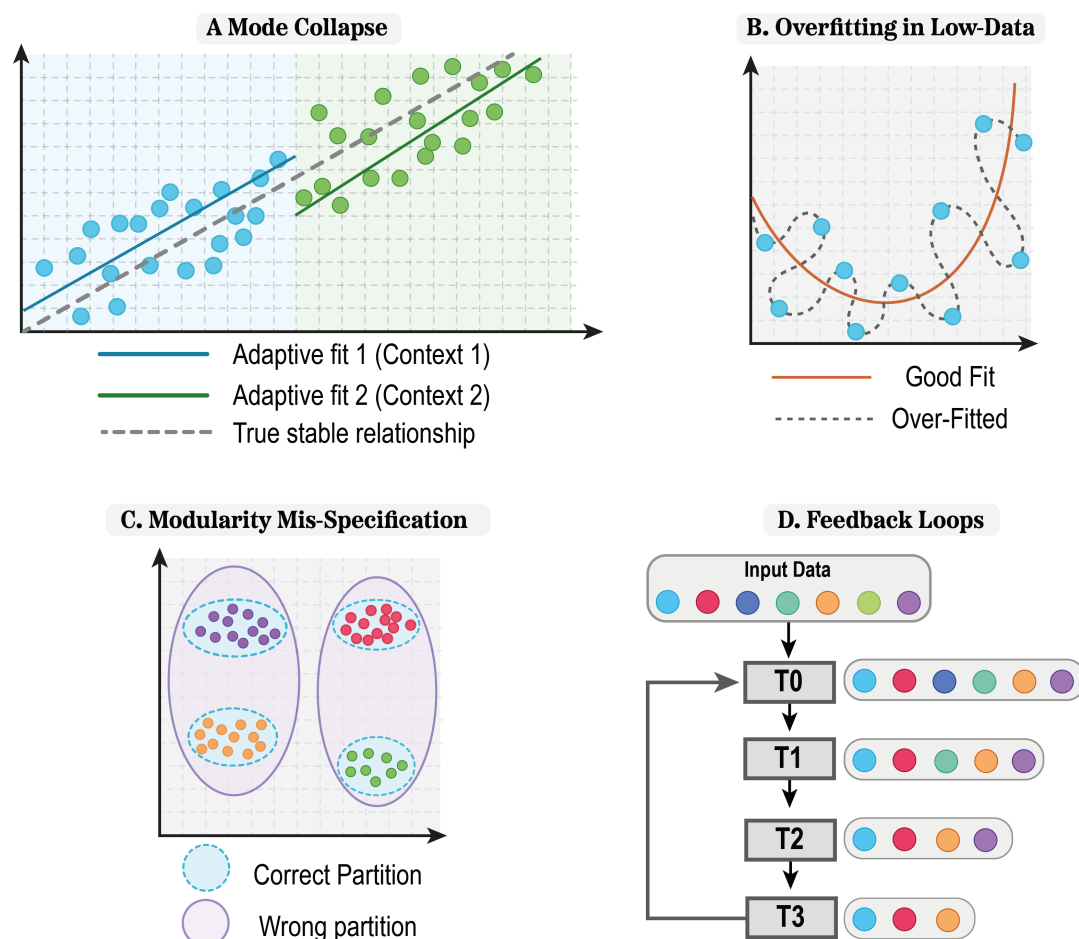 A Mode Collapse
Adaptive fit 1 (Context 1)
Adaptive fit 2 (Context 2)
True stable relationship
B. Overfitting in Low-Data
Good Fit
Over-Fitted
C. Modularity Mis-Specification
Correct Partition
Wrong partition
D. Feedback Loops
Input Data
T0
T1
T2
T3